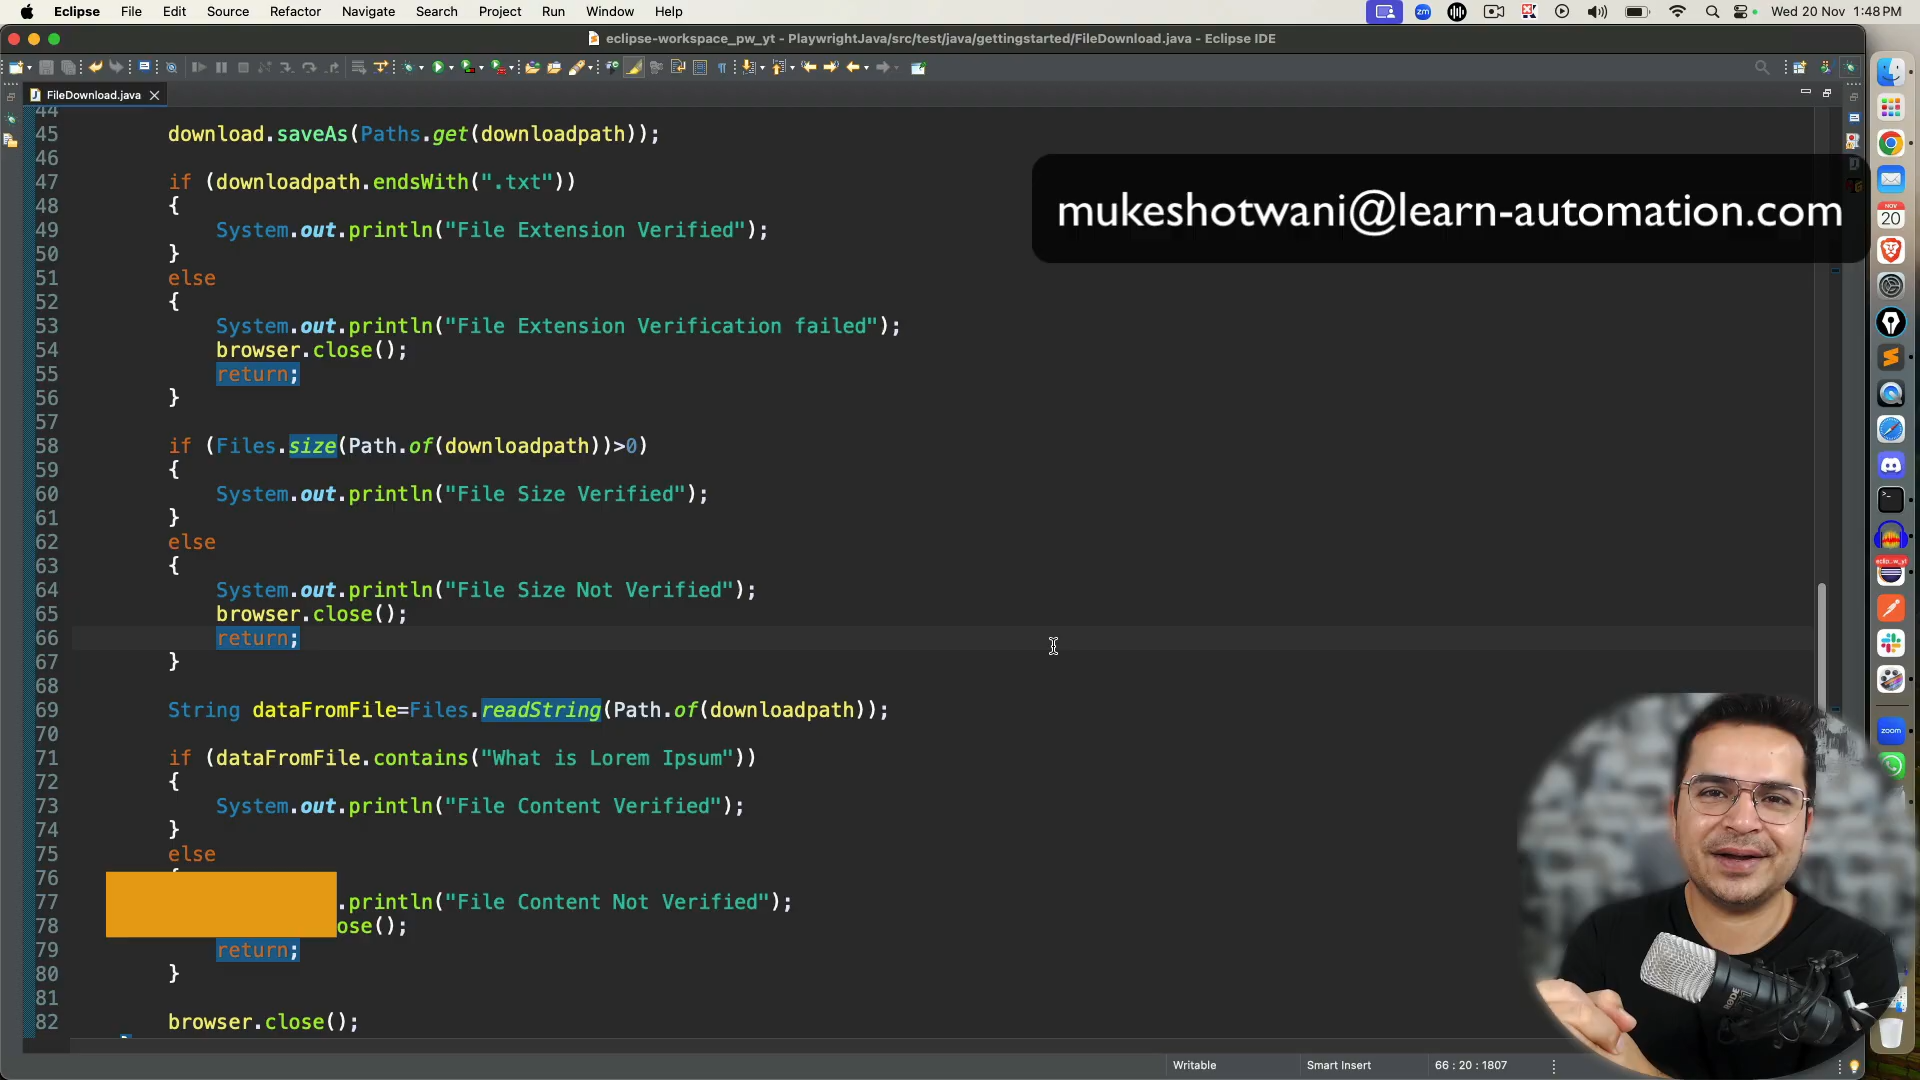 Eclipse File Edit Source Refactor Navigate Search Project Run Window Help zm Wed 20 Nov 1:48 PM
eclipse-workspace_pw_yt - PlaywrightJava/src/test/java/gettingstarted/FileDownload.java - Eclipse IDE
FileDownload.java
44
45 download.saveAs(Paths.get(downloadpath));
46
47 if (downloadpath.endsWith(".txt"))
48 {
49 System.out.println("File Extension Verified");
50 }
51 else
52 {
53 System.out.println("File Extension Verification failed");
54 browser.close();
55 return;
56 }
57
58 if (Files.size(Path.of(downloadpath))>0)
59 {
60 System.out.println("File Size Verified");
61 }
62 else
63 {
64 System.out.println("File Size Not Verified");
65 browser.close();
66 return;
67 }
68
69 String dataFromFile=Files.readString(Path.of(downloadpath));
70
71 if (dataFromFile.contains("What is Lorem Ipsum"))
72 {
73 System.out.println("File Content Verified");
74 }
75 else
76 {
77 .println("File Content Not Verified");
78 ose();
79 return;
80 }
81
82 browser.close();
mukeshotwani@learn-automation.com
NOV
20
eclip..w_yt
zoom
RØDE
Writable Smart Insert 66 : 20 : 1807